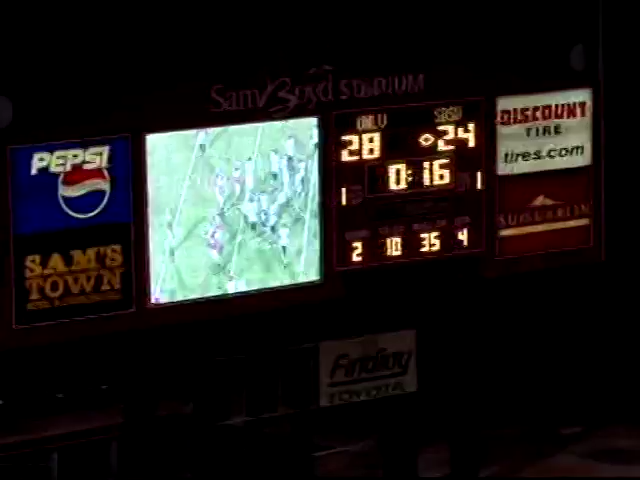 Sam Boyd STADIUM
PEPSI
SAM'S
TOWN
UNLV SDSU
28 24
0:16
1 1
2 10 35 4
DISCOUNT
TIRE
tires.com
Findlay
TOYOTA